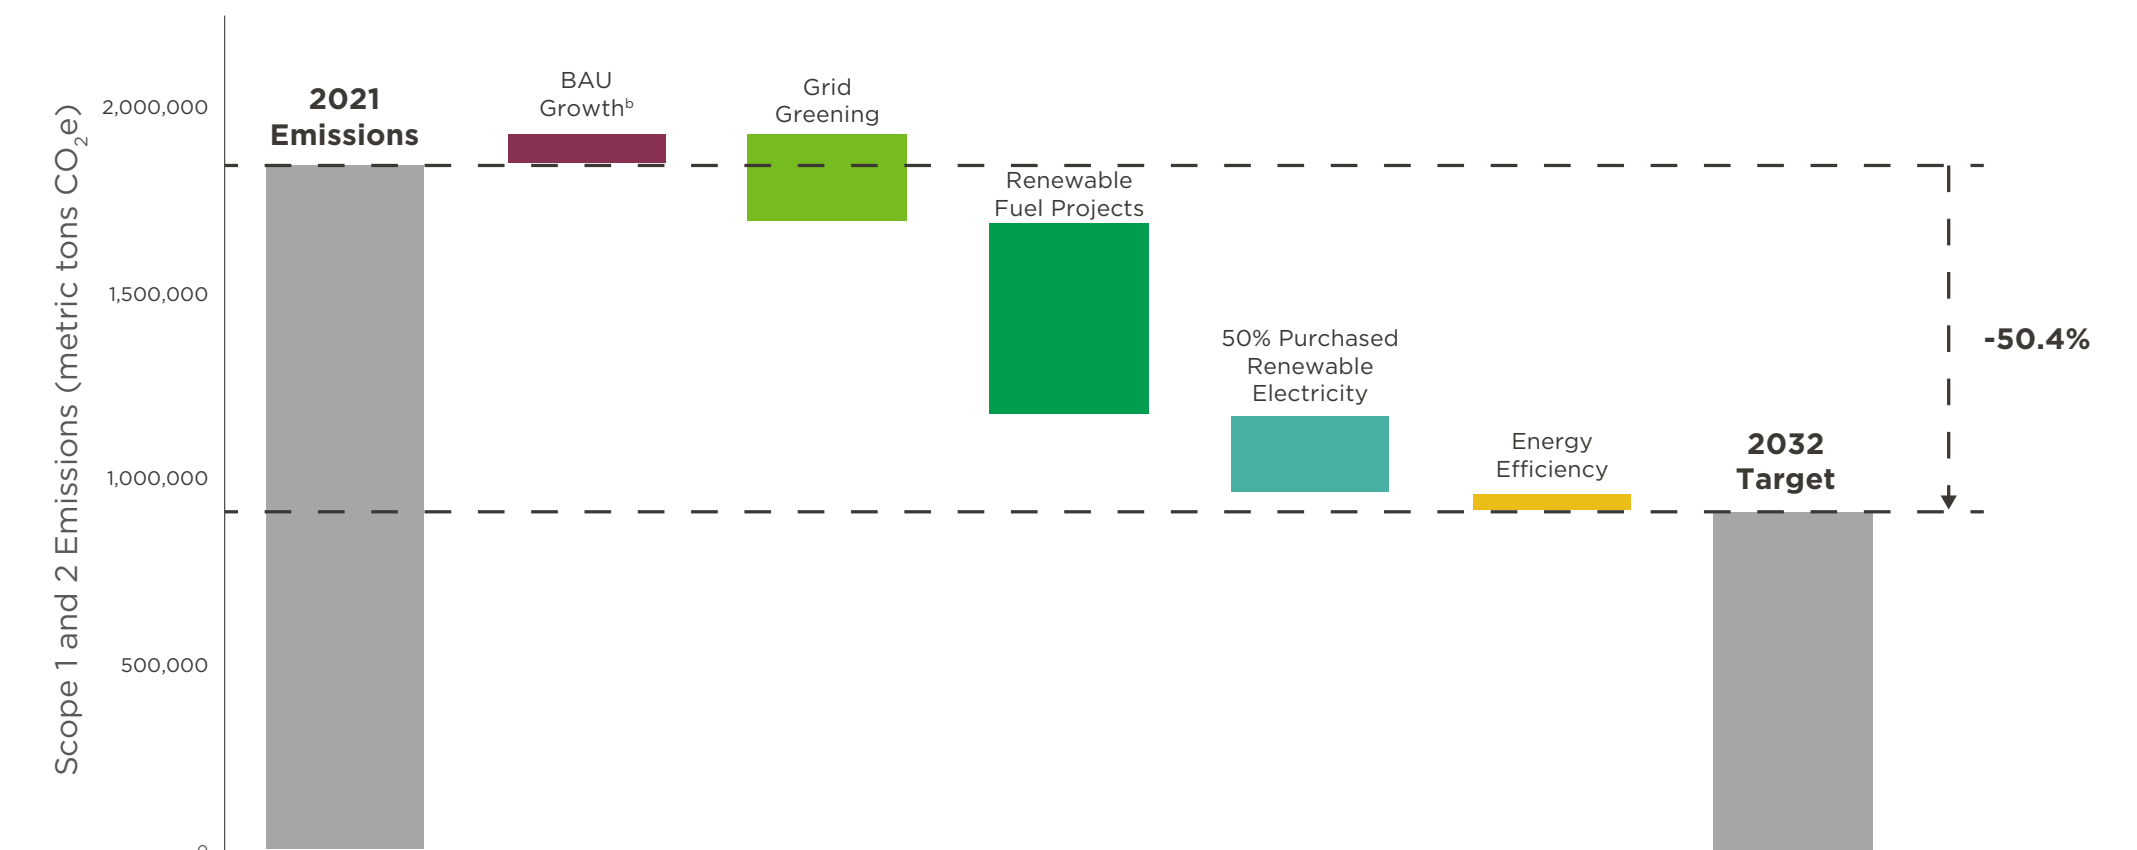 Scope 1 and 2 Emissions (metric tons CO₂e)
2,000,000
1,500,000
1,000,000
500,000
0
2021
Emissions
BAU
Growthᵇ
Grid
Greening
Renewable
Fuel Projects
50% Purchased
Renewable
Electricity
Energy
Efficiency
2032
Target
-50.4%